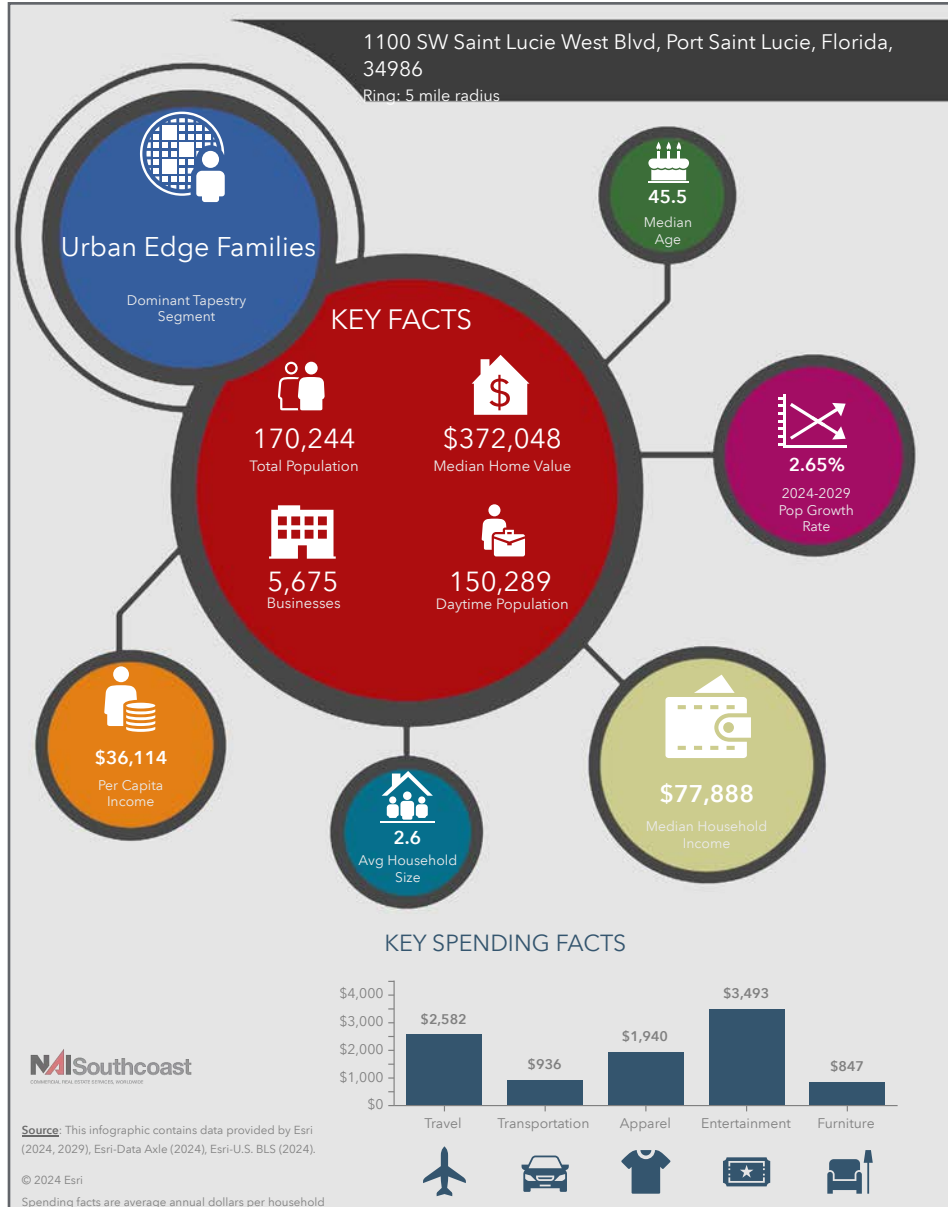 1100 SW Saint Lucie West Blvd, Port Saint Lucie, Florida,
34986
Ring: 5 mile radius
Urban Edge Families
Dominant Tapestry
Segment
45.5
Median
Age
KEY FACTS
170,244
Total Population
$372,048
Median Home Value
5,675
Businesses
150,289
Daytime Population
2.65%
2024-2029
Pop Growth
Rate
$36,114
Per Capita
Income
2.6
Avg Household
Size
$77,888
Median Household
Income
KEY SPENDING FACTS
$4,000
$3,000
$2,000
$1,000
$0
$2,582
$936
$1,940
$3,493
$847
Travel
Transportation
Apparel
Entertainment
Furniture
NAISouthcoast
COMMERCIAL REAL ESTATE SERVICES, WORLDWIDE
Source: This infographic contains data provided by Esri
(2024, 2029), Esri-Data Axle (2024), Esri-U.S. BLS (2024).
© 2024 Esri
Spending facts are average annual dollars per household